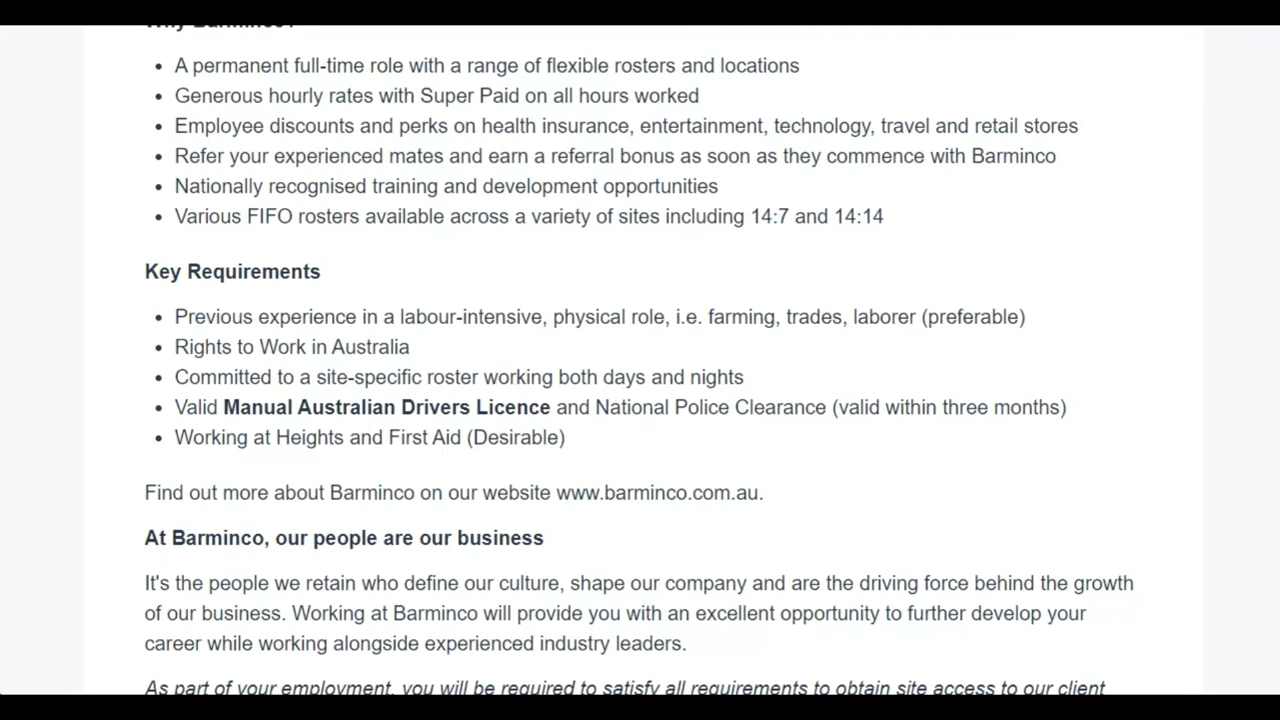 Why Barminco?
A permanent full-time role with a range of flexible rosters and locations
Generous hourly rates with Super Paid on all hours worked
Employee discounts and perks on health insurance, entertainment, technology, travel and retail stores
Refer your experienced mates and earn a referral bonus as soon as they commence with Barminco
Nationally recognised training and development opportunities
Various FIFO rosters available across a variety of sites including 14:7 and 14:14
Key Requirements
Previous experience in a labour-intensive, physical role, i.e. farming, trades, laborer (preferable)
Rights to Work in Australia
Committed to a site-specific roster working both days and nights
Valid Manual Australian Drivers Licence and National Police Clearance (valid within three months)
Working at Heights and First Aid (Desirable)
Find out more about Barminco on our website www.barminco.com.au.
At Barminco, our people are our business
It's the people we retain who define our culture, shape our company and are the driving force behind the growth
of our business. Working at Barminco will provide you with an excellent opportunity to further develop your
career while working alongside experienced industry leaders.
As part of your employment, you will be required to satisfy all requirements to obtain site access to our client